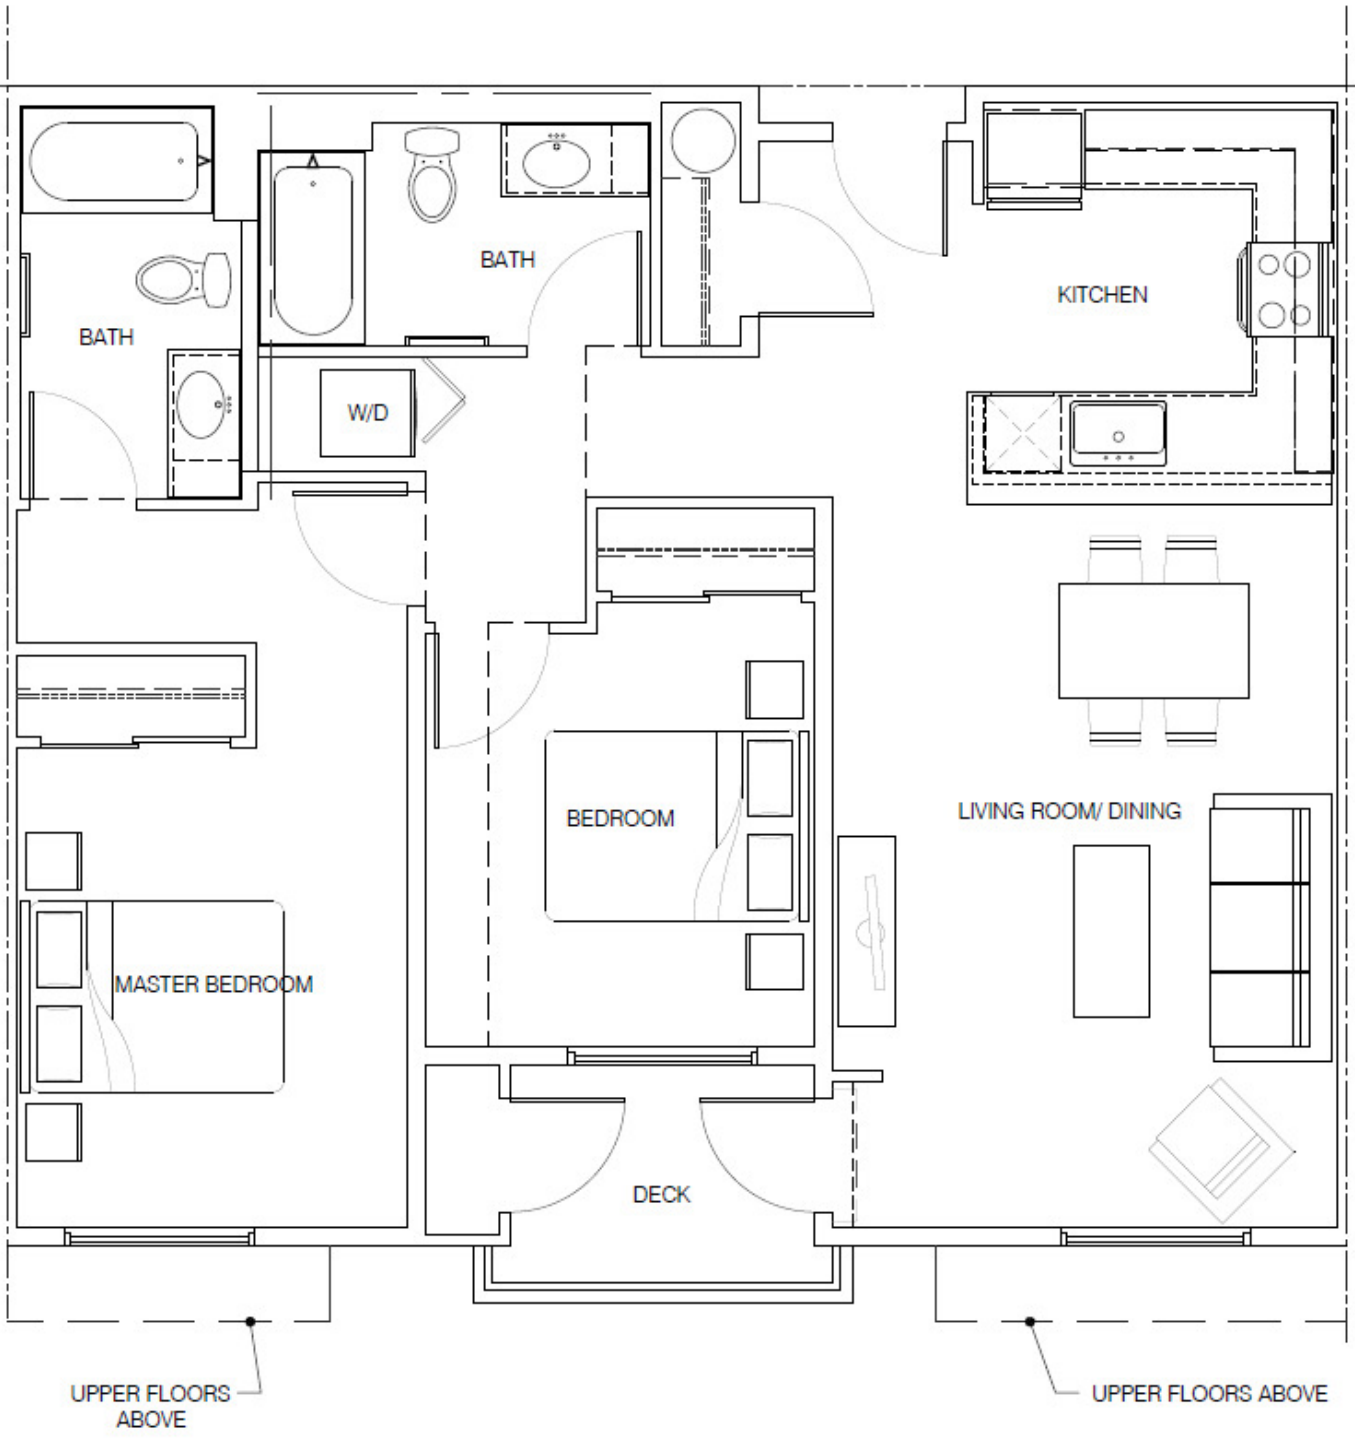 BATH
KITCHEN
BATH
W/D
LIVING ROOM/ DINING
BEDROOM
MASTER BEDROOM
DECK
UPPER FLOORS
ABOVE
UPPER FLOORS ABOVE